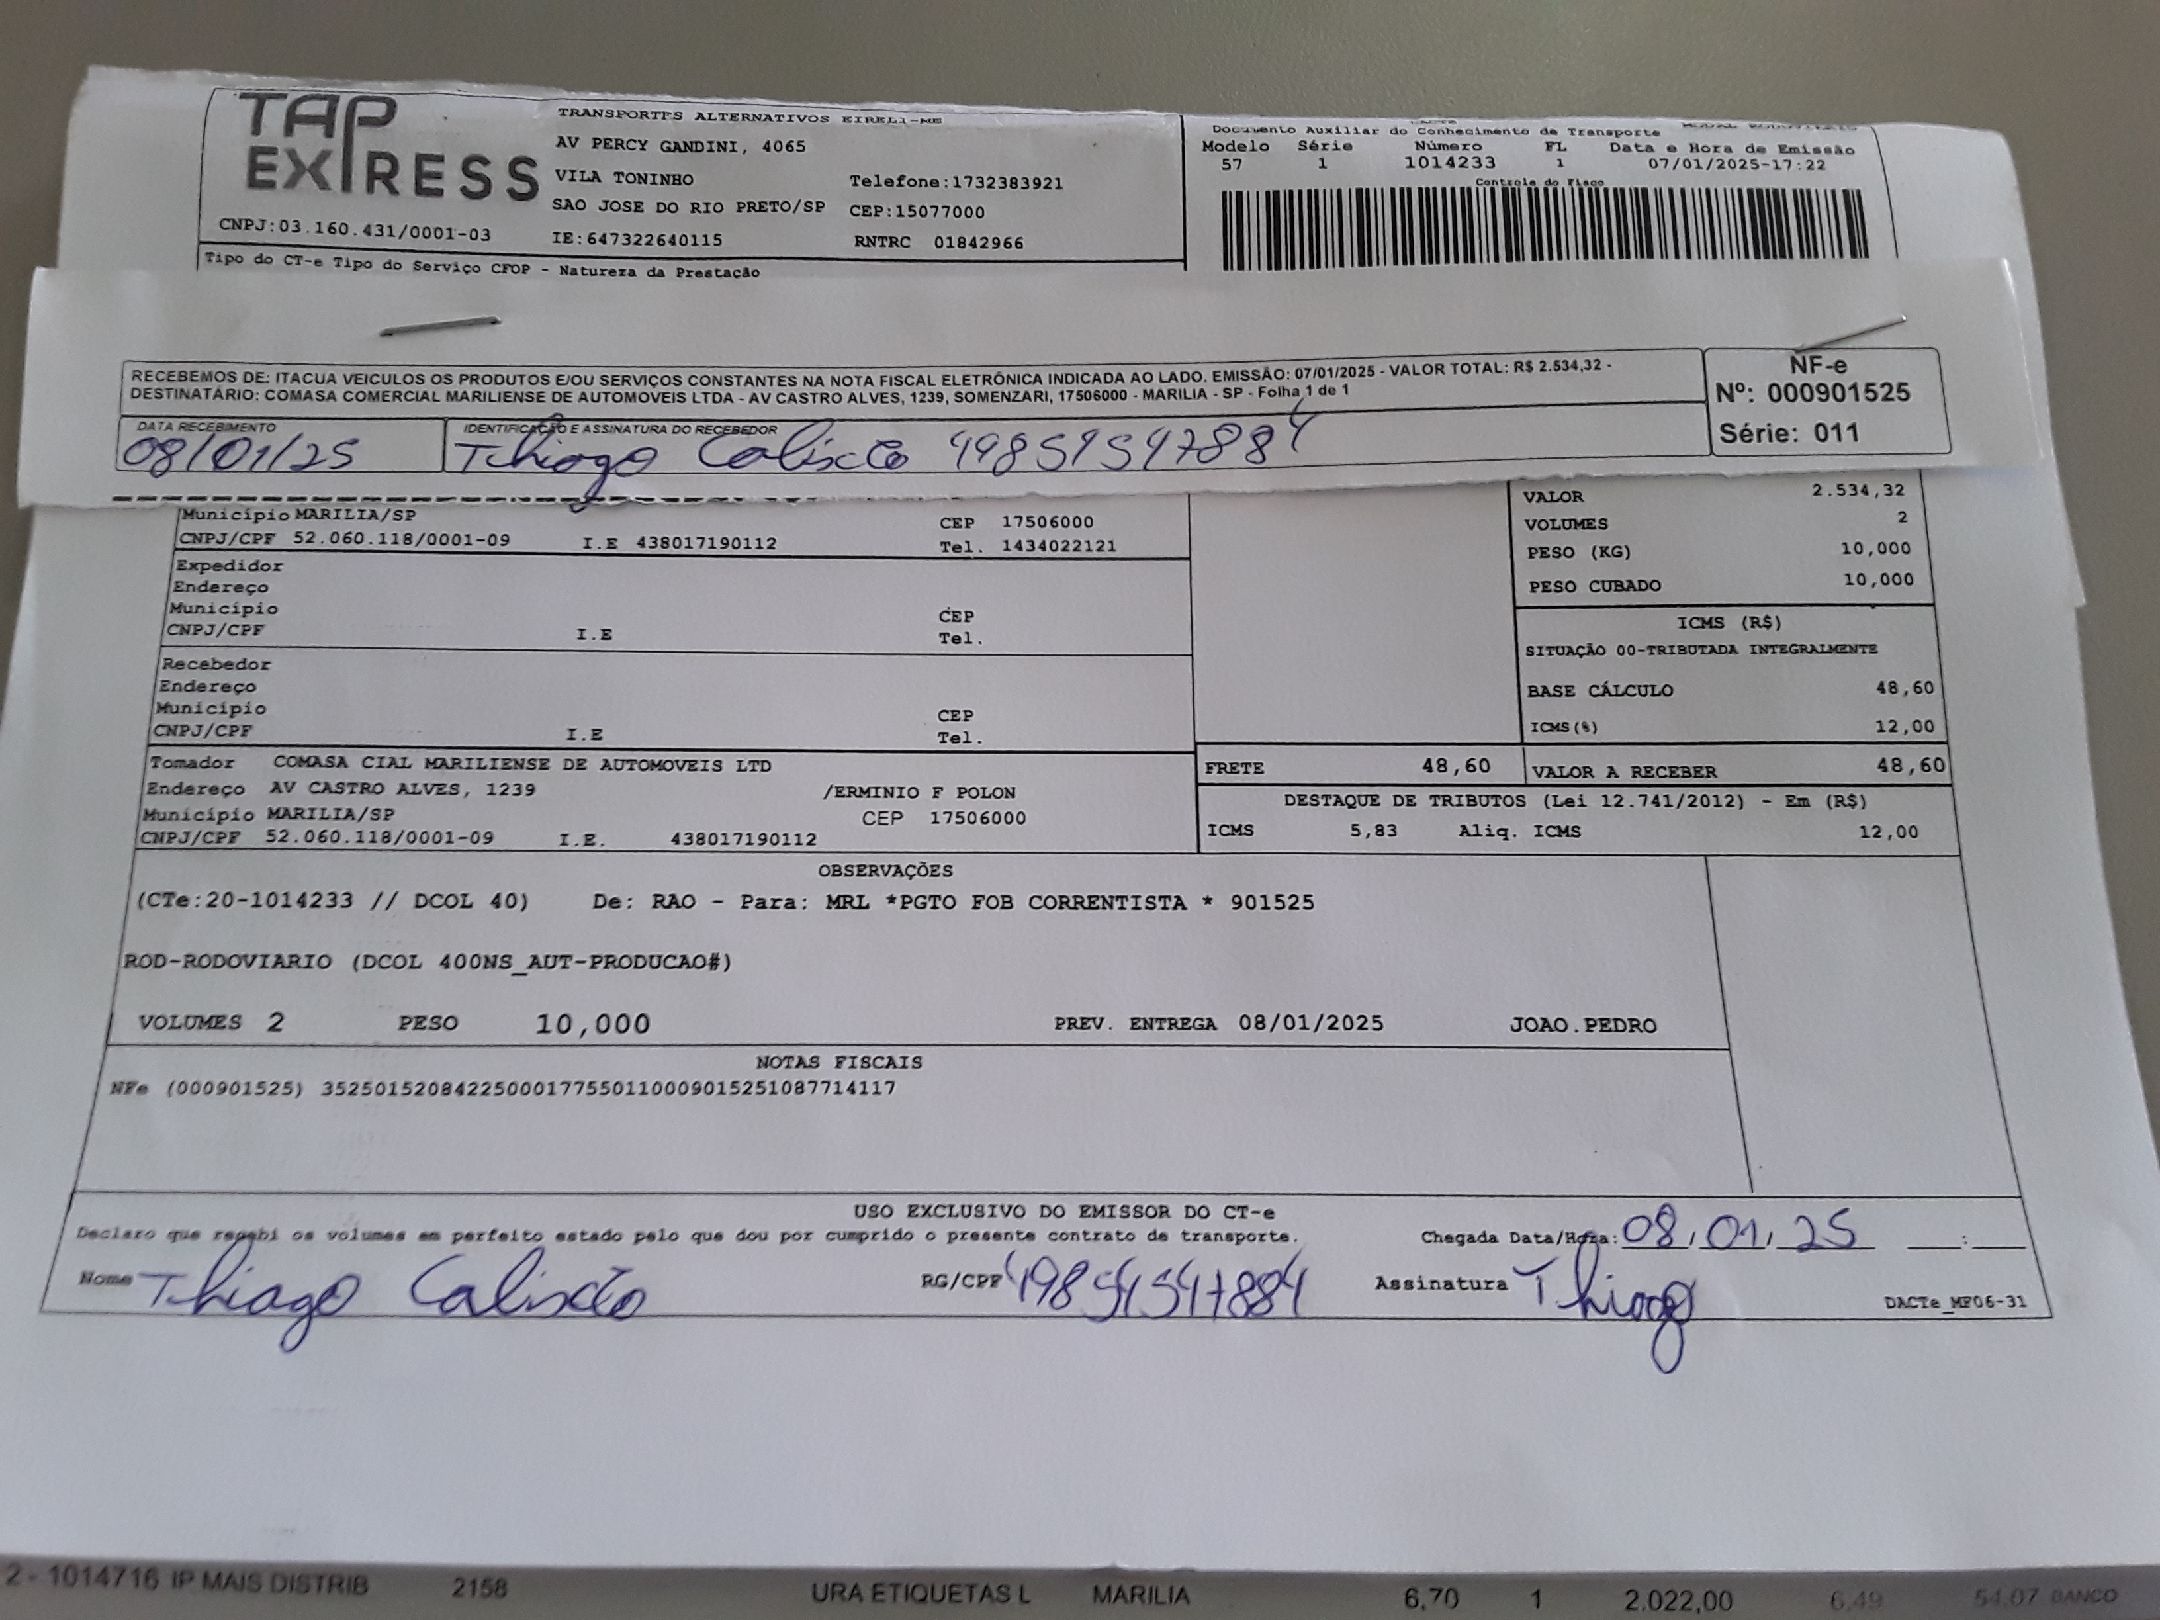 TAP EXPRESS
TRANSPORTES ALTERNATIVOS EIRELI-ME
AV PERCY GANDINI, 4065
VILA TONINHO Telefone:1732383921
SAO JOSE DO RIO PRETO/SP CEP:15077000
CNPJ:03.160.431/0001-03 IE:647322640115 RNTRC 01842966
Tipo do CT-e Tipo do Serviço CFOP - Natureza da Prestação
Documento Auxiliar do Conhecimento de Transporte
Modelo Série Número FL Data e Hora de Emissão
57 1 1014233 1 07/01/2025-17:22
Controle do Fisco
RECEBEMOS DE: ITACUA VEICULOS OS PRODUTOS E/OU SERVIÇOS CONSTANTES NA NOTA FISCAL ELETRÔNICA INDICADA AO LADO. EMISSÃO: 07/01/2025 - VALOR TOTAL: R$ 2.534,32 -
DESTINATÁRIO: COMASA COMERCIAL MARILIENSE DE AUTOMOVEIS LTDA - AV CASTRO ALVES, 1239, SOMENZARI, 17506000 - MARILIA - SP - Folha 1 de 1
NF-e
Nº: 000901525
Série: 011
DATA RECEBIMENTO IDENTIFICAÇÃO E ASSINATURA DO RECEBEDOR
08/01/25 Thiago Calixto 49851547884
Município MARILIA/SP CEP 17506000
CNPJ/CPF 52.060.118/0001-09 I.E 438017190112 Tel. 1434022121
Expedidor
Endereço
Município CEP
CNPJ/CPF I.E Tel.
Recebedor
Endereço
Município CEP
CNPJ/CPF I.E Tel.
VALOR 2.534,32
VOLUMES 2
PESO (KG) 10,000
PESO CUBADO 10,000
ICMS (R$)
SITUAÇÃO 00-TRIBUTADA INTEGRALMENTE
BASE CÁLCULO 48,60
ICMS(%) 12,00
Tomador COMASA CIAL MARILIENSE DE AUTOMOVEIS LTD
Endereço AV CASTRO ALVES, 1239 /ERMINIO F POLON
Município MARILIA/SP CEP 17506000
CNPJ/CPF 52.060.118/0001-09 I.E. 438017190112
FRETE 48,60 VALOR A RECEBER 48,60
DESTAQUE DE TRIBUTOS (Lei 12.741/2012) - Em (R$)
ICMS 5,83 Aliq. ICMS 12,00
OBSERVAÇÕES
(CTe:20-1014233 // DCOL 40) De: RAO - Para: MRL *PGTO FOB CORRENTISTA * 901525
ROD-RODOVIARIO (DCOL 400NS_AUT-PRODUCAO#)
VOLUMES 2 PESO 10,000 PREV. ENTREGA 08/01/2025 JOAO.PEDRO
NOTAS FISCAIS
NFe (000901525) 35250152084225000177550110009015251087714117
USO EXCLUSIVO DO EMISSOR DO CT-e
Declaro que recebi os volumes em perfeito estado pelo que dou por cumprido o presente contrato de transporte. Chegada Data/Hora: 08/01/25 __:__
Nome Thiago Calixto RG/CPF 49851547884 Assinatura Thiago
DACTe_MF06-31
2 - 1014716 IP MAIS DISTRIB 2158 URA ETIQUETAS L MARILIA 6,70 1 2.022,00 6,49 54,07 BANCO